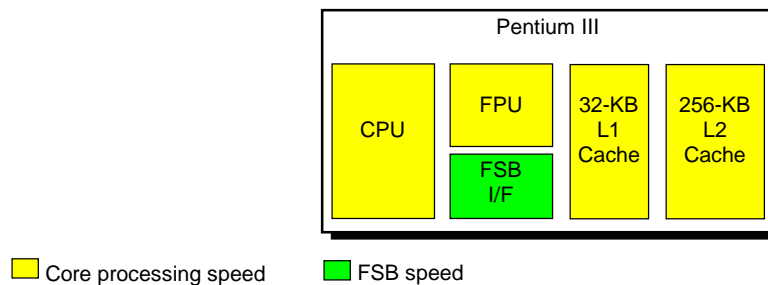 Pentium III
CPU
FPU
FSB
I/F
32-KB
L1
Cache
256-KB
L2
Cache
Core processing speed
FSB speed